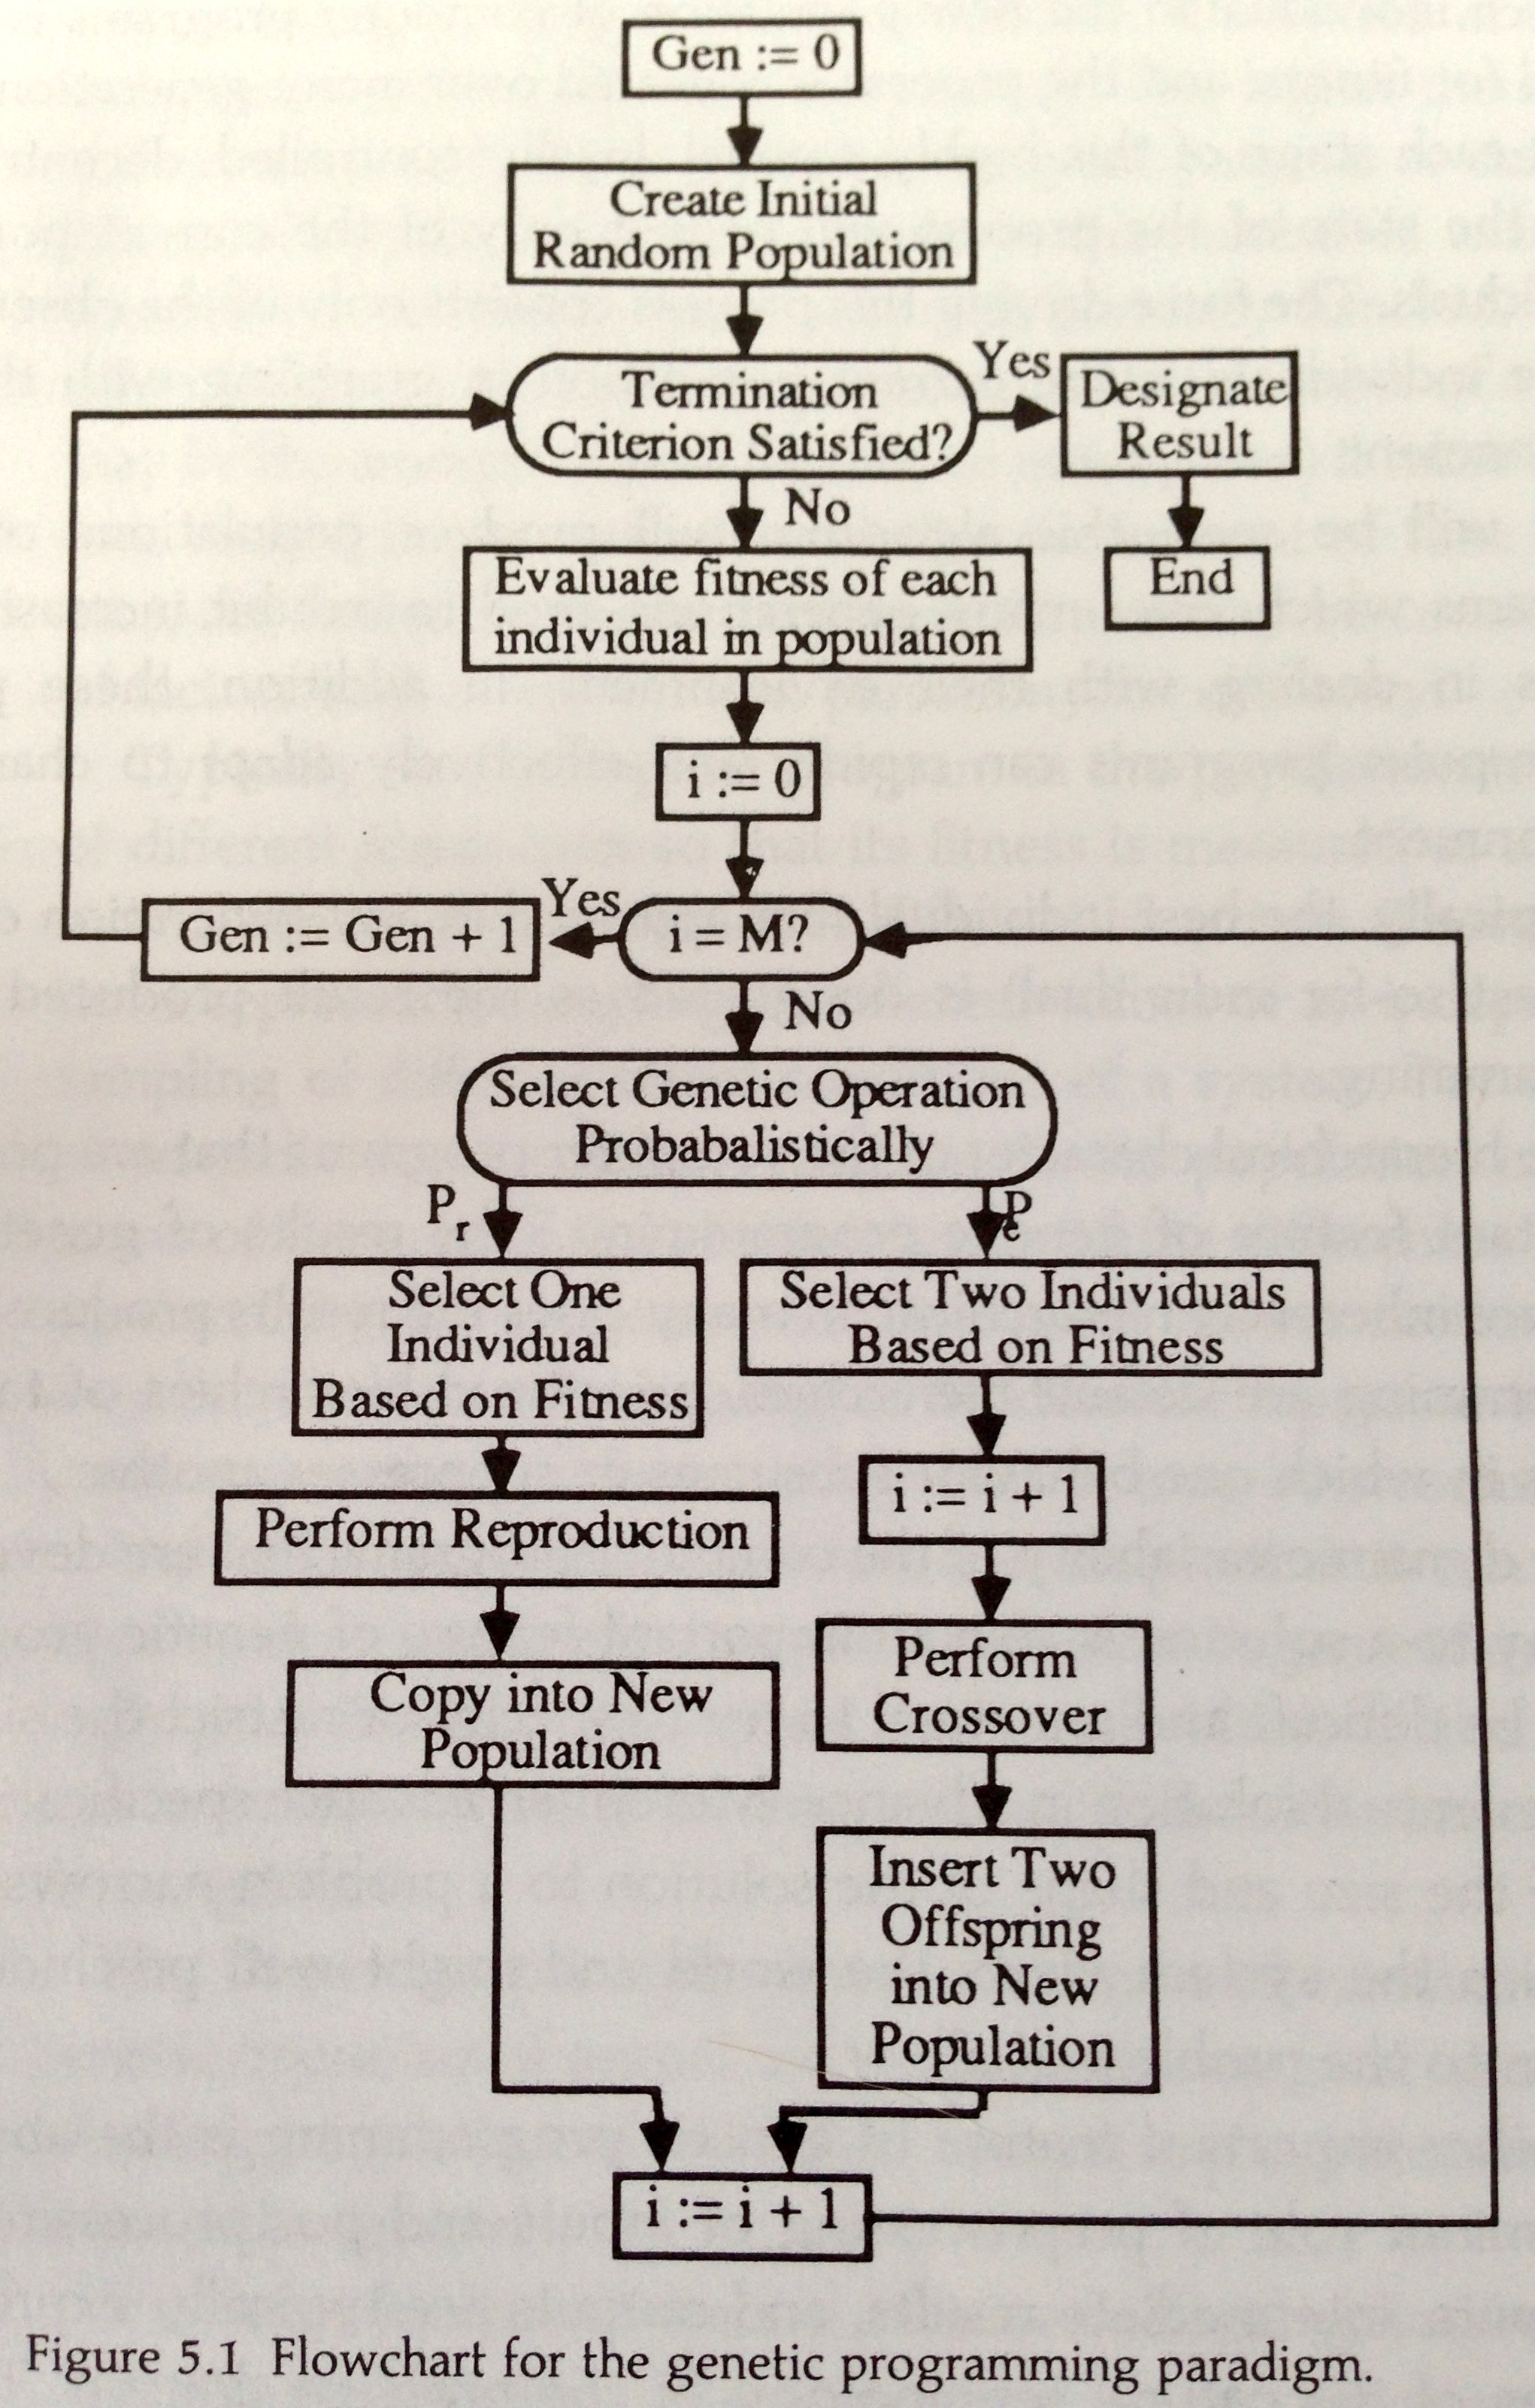 Gen := 0
Create Initial
Random Population
Termination
Criterion Satisfied?
Yes
Designate
Result
End
No
Evaluate fitness of each
individual in population
i := 0
i = M?
Yes
Gen := Gen + 1
No
Select Genetic Operation
Probabalistically
Pr
Select One
Individual
Based on Fitness
Perform Reproduction
Copy into New
Population
Pc
Select Two Individuals
Based on Fitness
i := i + 1
Perform
Crossover
Insert Two
Offspring
into New
Population
i := i + 1
Figure 5.1 Flowchart for the genetic programming paradigm.